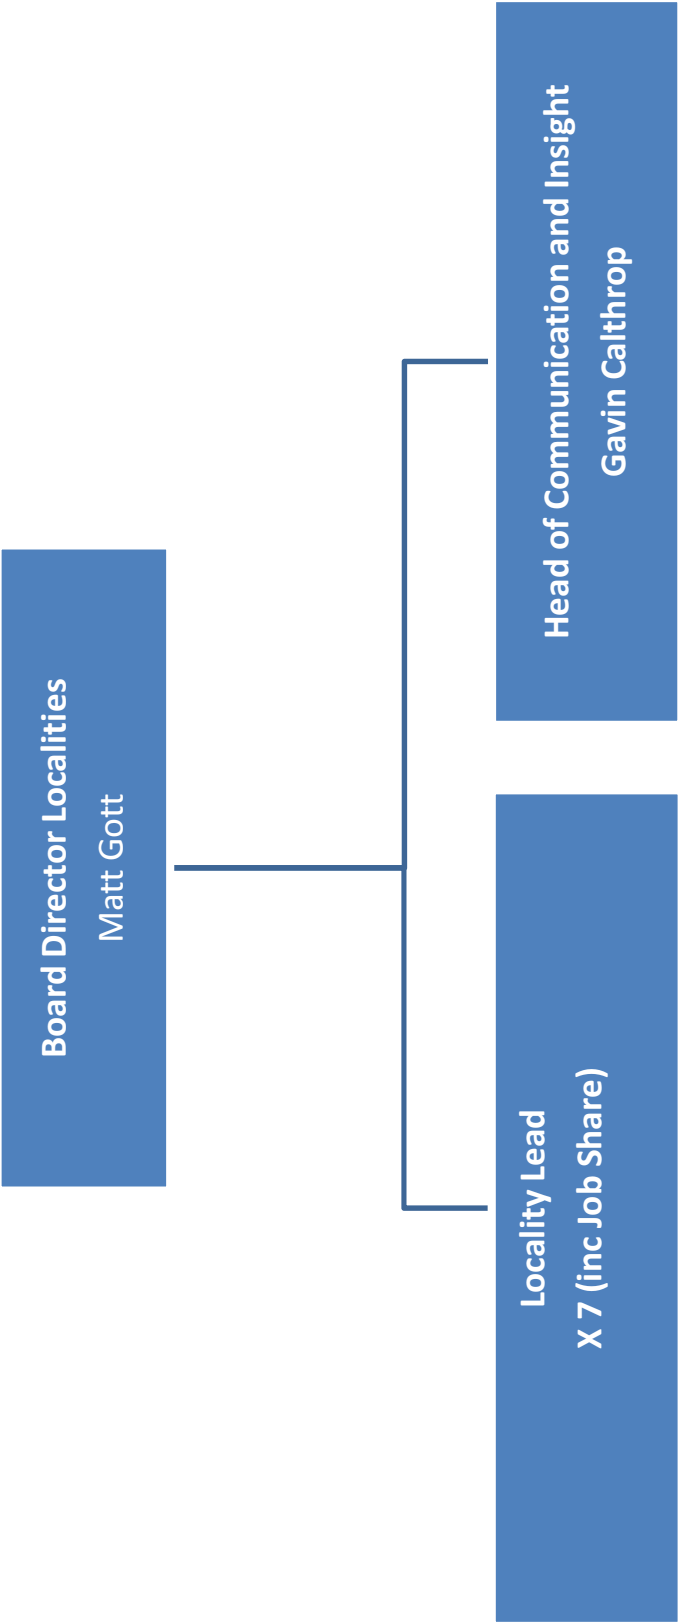 Board Director Localities
Matt Gott
Locality Lead
X 7 (inc Job Share)
Head of Communication and Insight
Gavin Calthrop